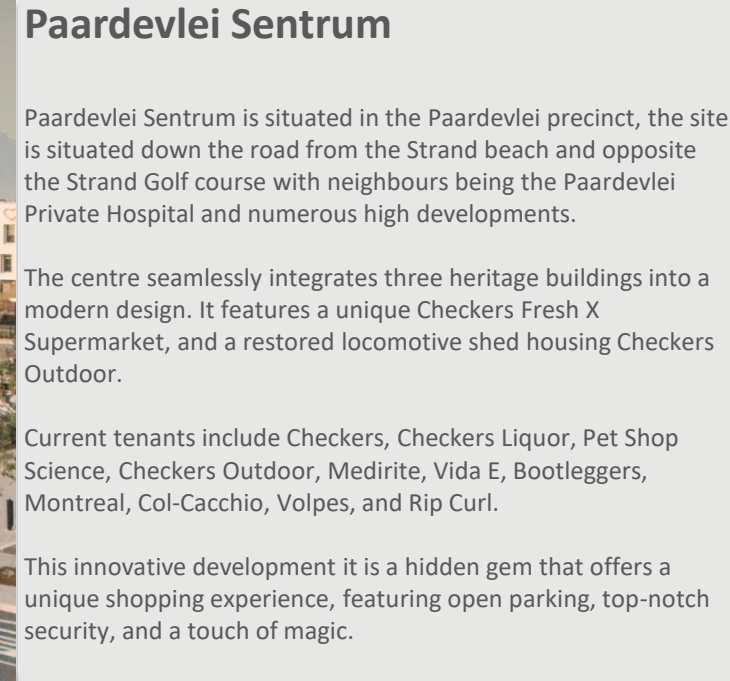 Paardevlei Sentrum
Paardevlei Sentrum is situated in the Paardevlei precinct, the site
is situated down the road from the Strand beach and opposite
the Strand Golf course with neighbours being the Paardevlei
Private Hospital and numerous high developments.
The centre seamlessly integrates three heritage buildings into a
modern design. It features a unique Checkers Fresh X
Supermarket, and a restored locomotive shed housing Checkers
Outdoor.
Current tenants include Checkers, Checkers Liquor, Pet Shop
Science, Checkers Outdoor, Medirite, Vida E, Bootleggers,
Montreal, Col-Cacchio, Volpes, and Rip Curl.
This innovative development it is a hidden gem that offers a
unique shopping experience, featuring open parking, top-notch
security, and a touch of magic.